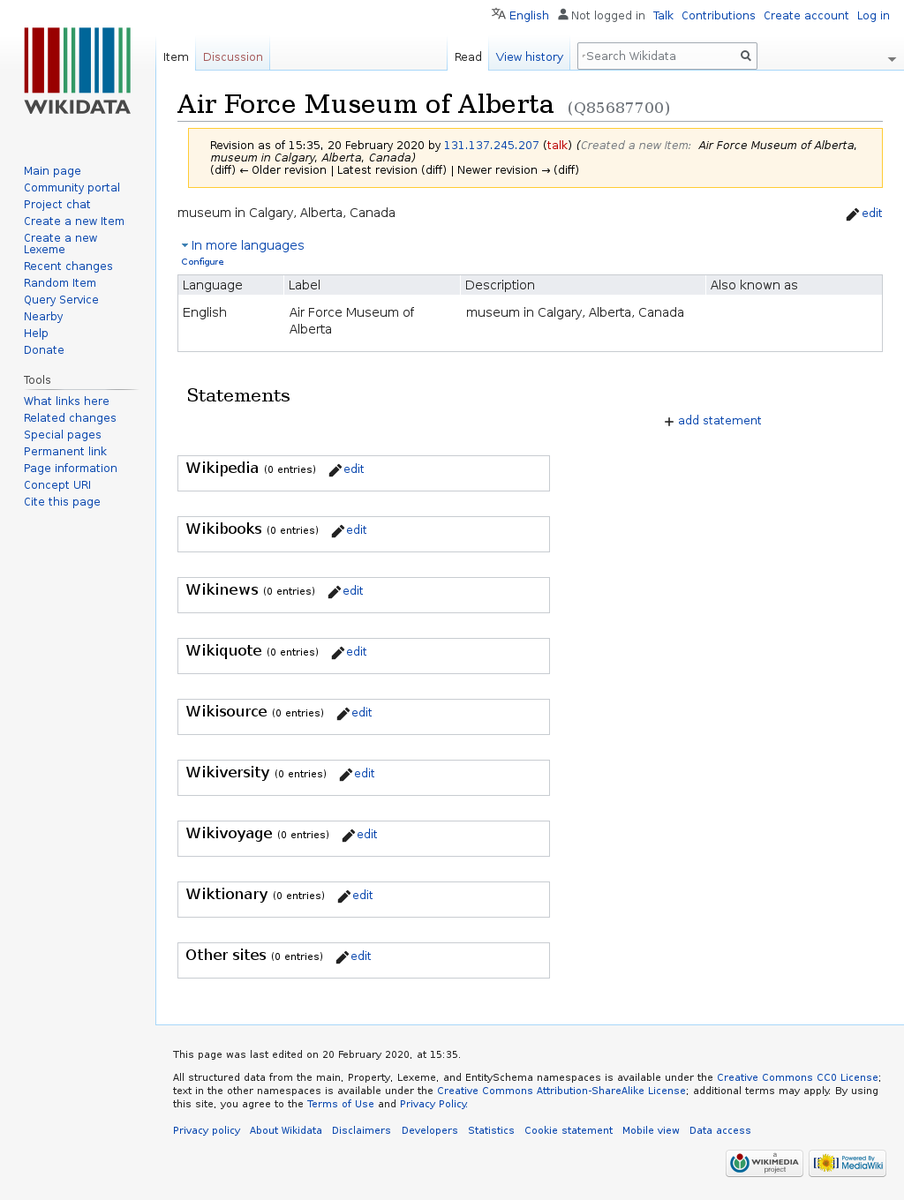 English Not logged in Talk Contributions Create account Log in
Item Discussion Read View history Search Wikidata
WIKIDATA
Air Force Museum of Alberta (Q85687700)
Revision as of 15:35, 20 February 2020 by 131.137.245.207 (talk) (Created a new Item: Air Force Museum of Alberta,
museum in Calgary, Alberta, Canada)
(diff) ← Older revision | Latest revision (diff) | Newer revision → (diff)
Main page
Community portal
Project chat
Create a new Item
Create a new
Lexeme
Recent changes
Random Item
Query Service
Nearby
Help
Donate
Tools
What links here
Related changes
Special pages
Permanent link
Page information
Concept URI
Cite this page
museum in Calgary, Alberta, Canada edit
In more languages
Configure
Language Label Description Also known as
English Air Force Museum of museum in Calgary, Alberta, Canada
Alberta
Statements
+ add statement
Wikipedia (0 entries) edit
Wikibooks (0 entries) edit
Wikinews (0 entries) edit
Wikiquote (0 entries) edit
Wikisource (0 entries) edit
Wikiversity (0 entries) edit
Wikivoyage (0 entries) edit
Wiktionary (0 entries) edit
Other sites (0 entries) edit
This page was last edited on 20 February 2020, at 15:35.
All structured data from the main, Property, Lexeme, and EntitySchema namespaces is available under the Creative Commons CC0 License;
text in the other namespaces is available under the Creative Commons Attribution-ShareAlike License; additional terms may apply. By using
this site, you agree to the Terms of Use and Privacy Policy.
Privacy policy About Wikidata Disclaimers Developers Statistics Cookie statement Mobile view Data access
a
WIKIMEDIA
project
Powered By
MediaWiki